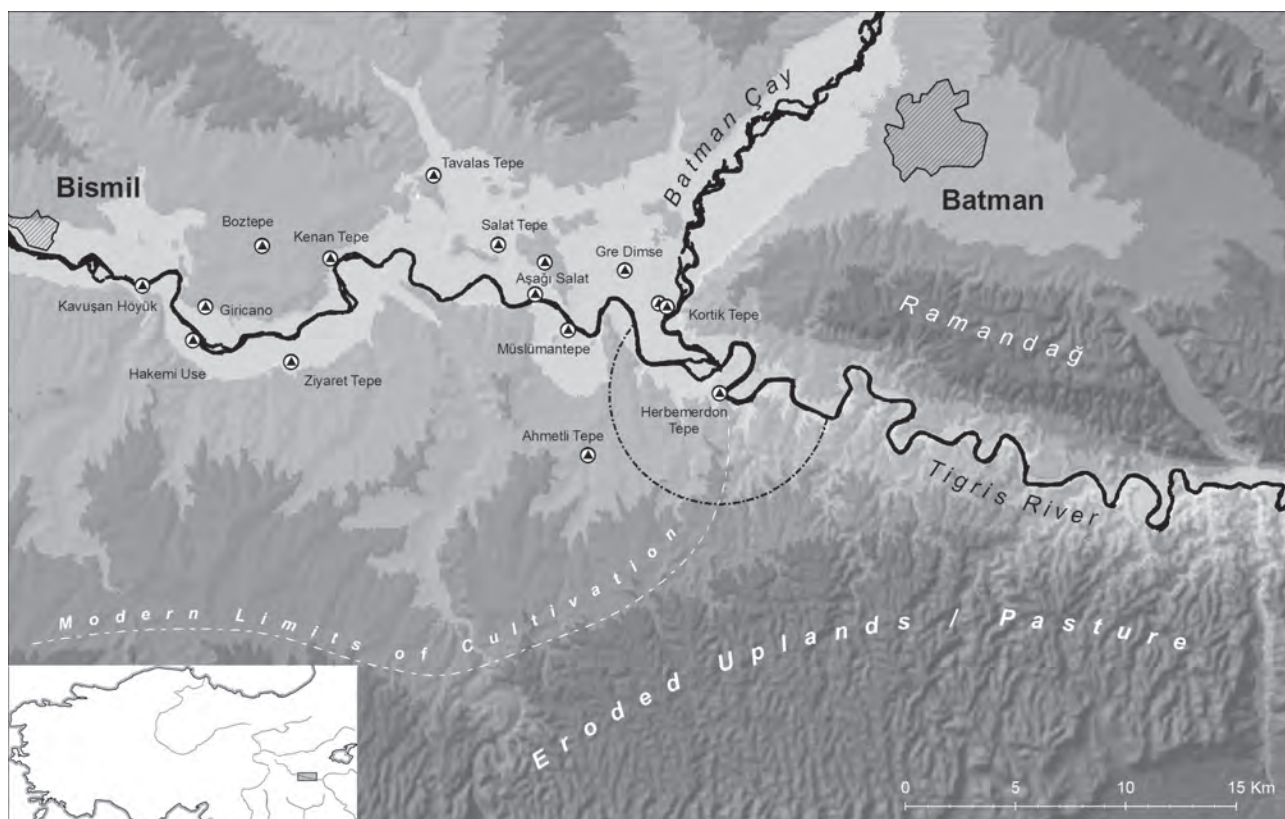 Batman Çay
Tavalas Tepe
Bismil
Batman
Boztepe
Kenan Tepe
Salat Tepe
Gre Dimse
Aşağı Salat
Kavuşan Höyük
Giricano
Kortik Tepe
Ramandağ
Hakemi Use
Ziyaret Tepe
Müslümantepe
Herbemerdon
Tepe
Ahmetli Tepe
Tigris River
Modern Limits of Cultivation
Eroded Uplands / Pasture
0 5 10 15 Km